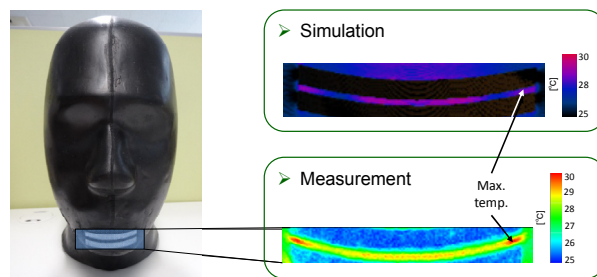 Simulation
[°C]
30
28
25
Max.
temp.
Measurement
[°C]
30
29
28
27
26
25